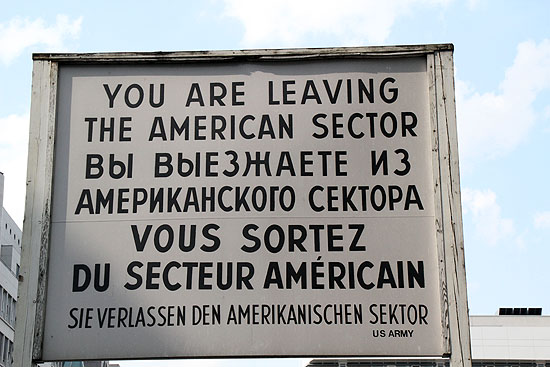 YOU ARE LEAVING
THE AMERICAN SECTOR
ВЫ ВЫЕЗЖАЕТЕ ИЗ
АМЕРИКАНСКОГО СЕКТОРА
VOUS SORTEZ
DU SECTEUR AMÉRICAIN
SIE VERLASSEN DEN AMERIKANISCHEN SEKTOR
US ARMY